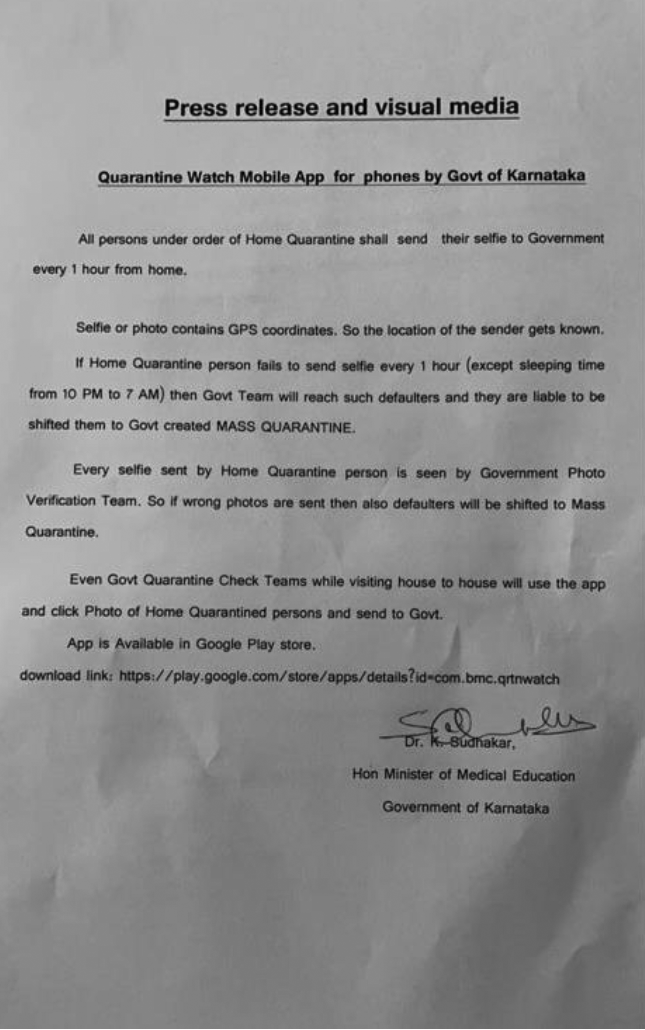 Press release and visual media
Quarantine Watch Mobile App for phones by Govt of Karnataka
All persons under order of Home Quarantine shall send their selfie to Government
every 1 hour from home.
Selfie or photo contains GPS coordinates. So the location of the sender gets known.
If Home Quarantine person fails to send selfie every 1 hour (except sleeping time
from 10 PM to 7 AM) then Govt Team will reach such defaulters and they are liable to be
shifted them to Govt created MASS QUARANTINE.
Every selfie sent by Home Quarantine person is seen by Government Photo
Verification Team. So if wrong photos are sent then also defaulters will be shifted to Mass
Quarantine.
Even Govt Quarantine Check Teams while visiting house to house will use the app
and click Photo of Home Quarantined persons and send to Govt.
App is Available in Google Play store.
download link: https://play.google.com/store/apps/details?id=com.bmc.qrtnwatch
Dr. K. Sudhakar,
Hon Minister of Medical Education
Government of Karnataka